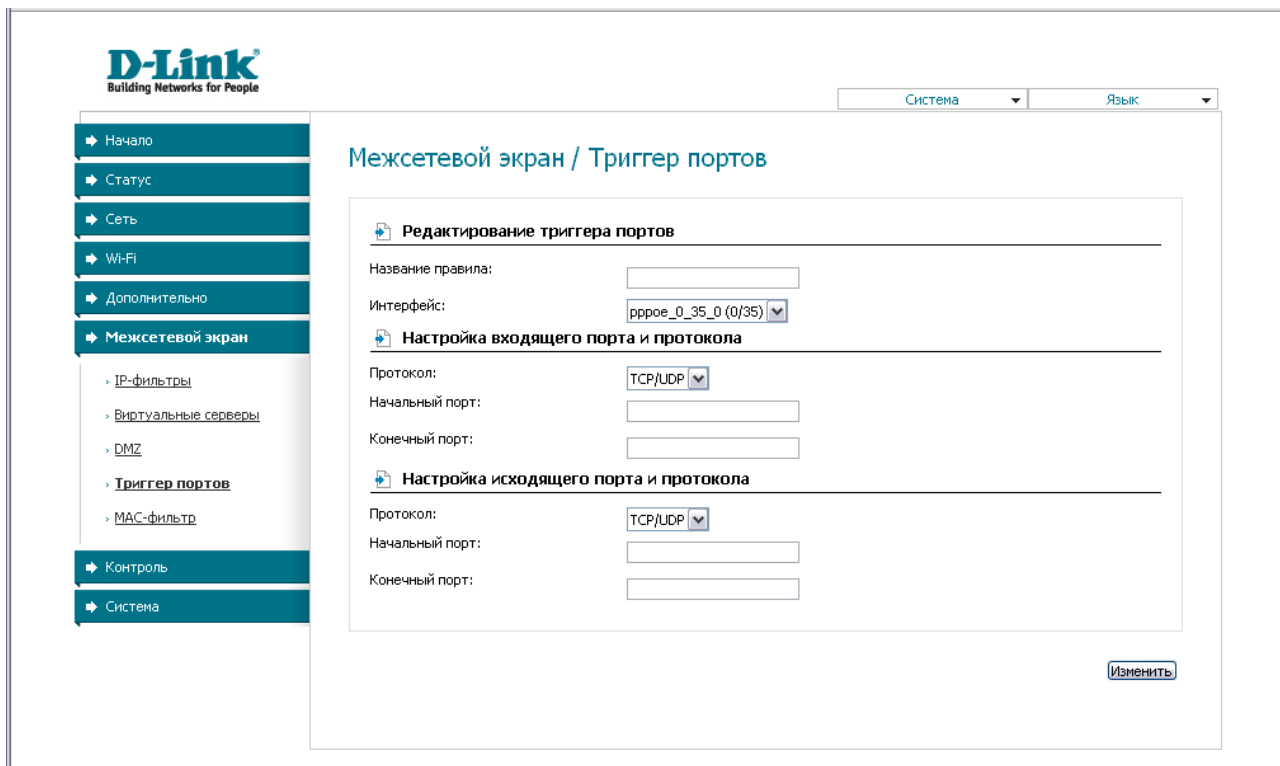 D-Link
Building Networks for People
Система
Язык
Начало
Статус
Сеть
Wi-Fi
Дополнительно
Межсетевой экран
IP-фильтры
Виртуальные серверы
DMZ
Триггер портов
MAC-фильтр
Контроль
Система
Межсетевой экран / Триггер портов
Редактирование триггера портов
Название правила:
Интерфейс:
pppoe_0_35_0 (0/35)
Настройка входящего порта и протокола
Протокол:
TCP/UDP
Начальный порт:
Конечный порт:
Настройка исходящего порта и протокола
Протокол:
TCP/UDP
Начальный порт:
Конечный порт:
Изменить